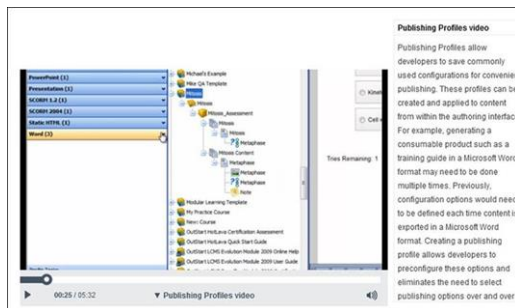 Publishing Profiles video
Publishing Profiles allow
developers to save commonly
used configurations for convenie
publishing. These profiles can be
created and applied to content
from within the authoring interfac
For example, generating a
consumable product such as a
training guide in a Microsoft Word
format may need to be done
multiple times. Previously,
configuration options would need
to be defined each time content i
exported in a Microsoft Word
format. Creating a publishing
profile allows developers to
preconfigure these options and
eliminates the need to select
publishing options over and over
PowerPoint (1)
Presentation (1)
SCORM 1.2 (1)
SCORM 2004 (1)
Static HTML (1)
Word (3)
Michael's Example
Mike QA Template
Mitosis
Mitosis
Mitosis_Assessment
Mitosis
Mitosis
Metaphase
Mitosis Content
Metaphase
Metaphase
Metaphase
Note
Modular Learning Template
My Practice Course
New Course
OutStart HotLava Certification Assessment
OutStart HotLava Quick Start Guide
OutStart LCMS Evolution Module 2009 Online Help
OutStart LCMS Evolution Module 2009 User Guide
Kinet
Cell
Tries Remaining: 1
00:25 / 05:32
▼ Publishing Profiles video